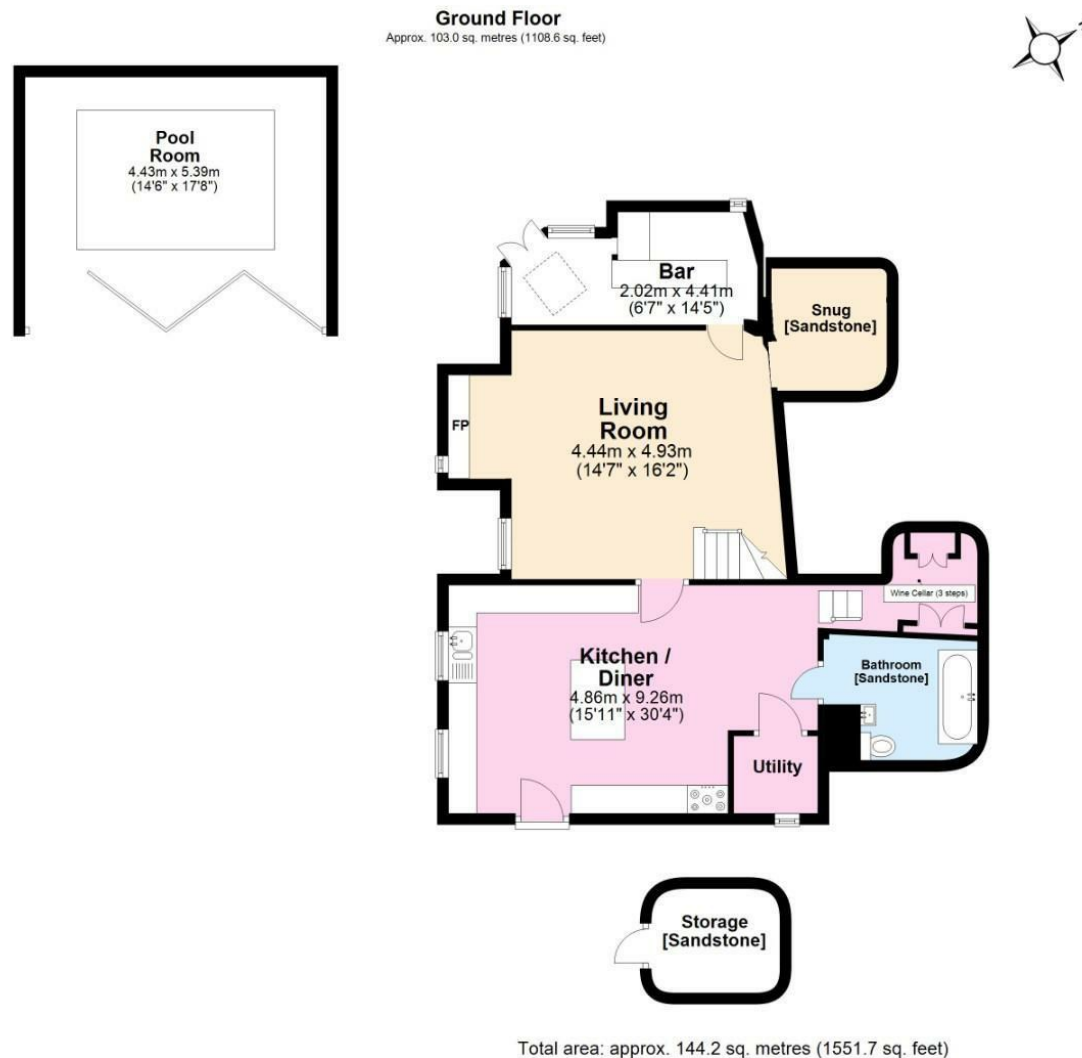 Ground Floor
Approx. 103.0 sq. metres (1108.6 sq. feet)
Pool
Room
4.43m x 5.39m
(14'6" x 17'8")
Bar
2.02m x 4.41m
(6'7" x 14'5")
Snug
[Sandstone]
FP
Living
Room
4.44m x 4.93m
(14'7" x 16'2")
Wine Cellar (3 steps)
Kitchen /
Diner
4.86m x 9.26m
(15'11" x 30'4")
Bathroom
[Sandstone]
Utility
Storage
[Sandstone]
Total area: approx. 144.2 sq. metres (1551.7 sq. feet)